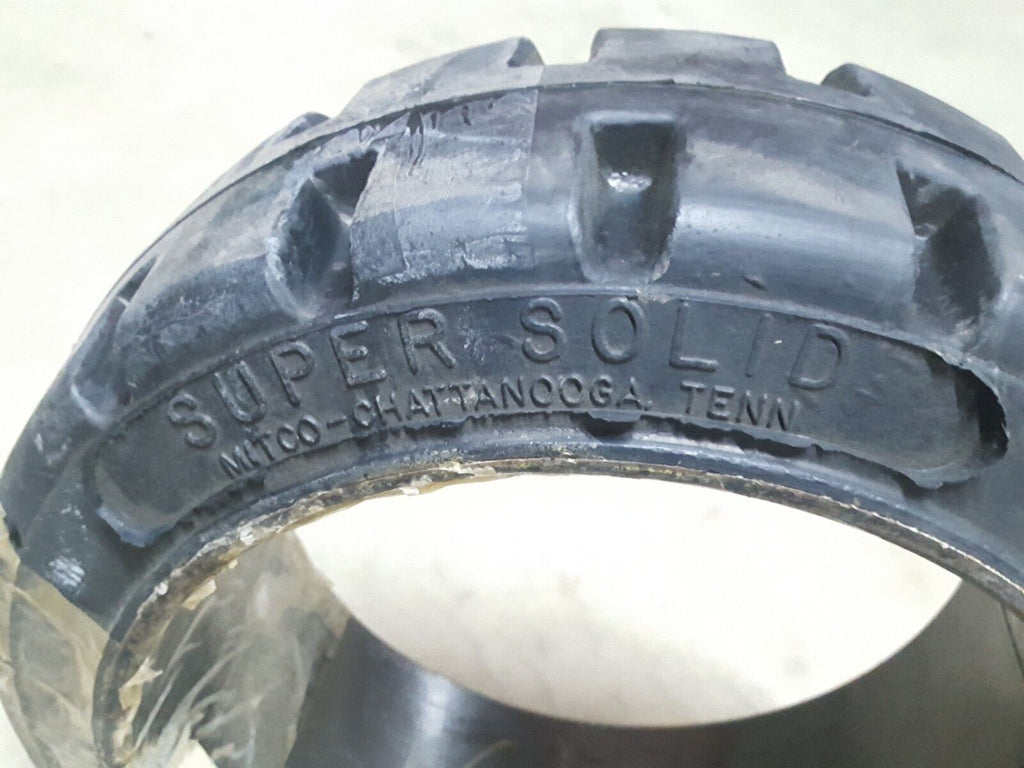 SUPER SOLID
MITCO-CHATTANOOGA, TENN